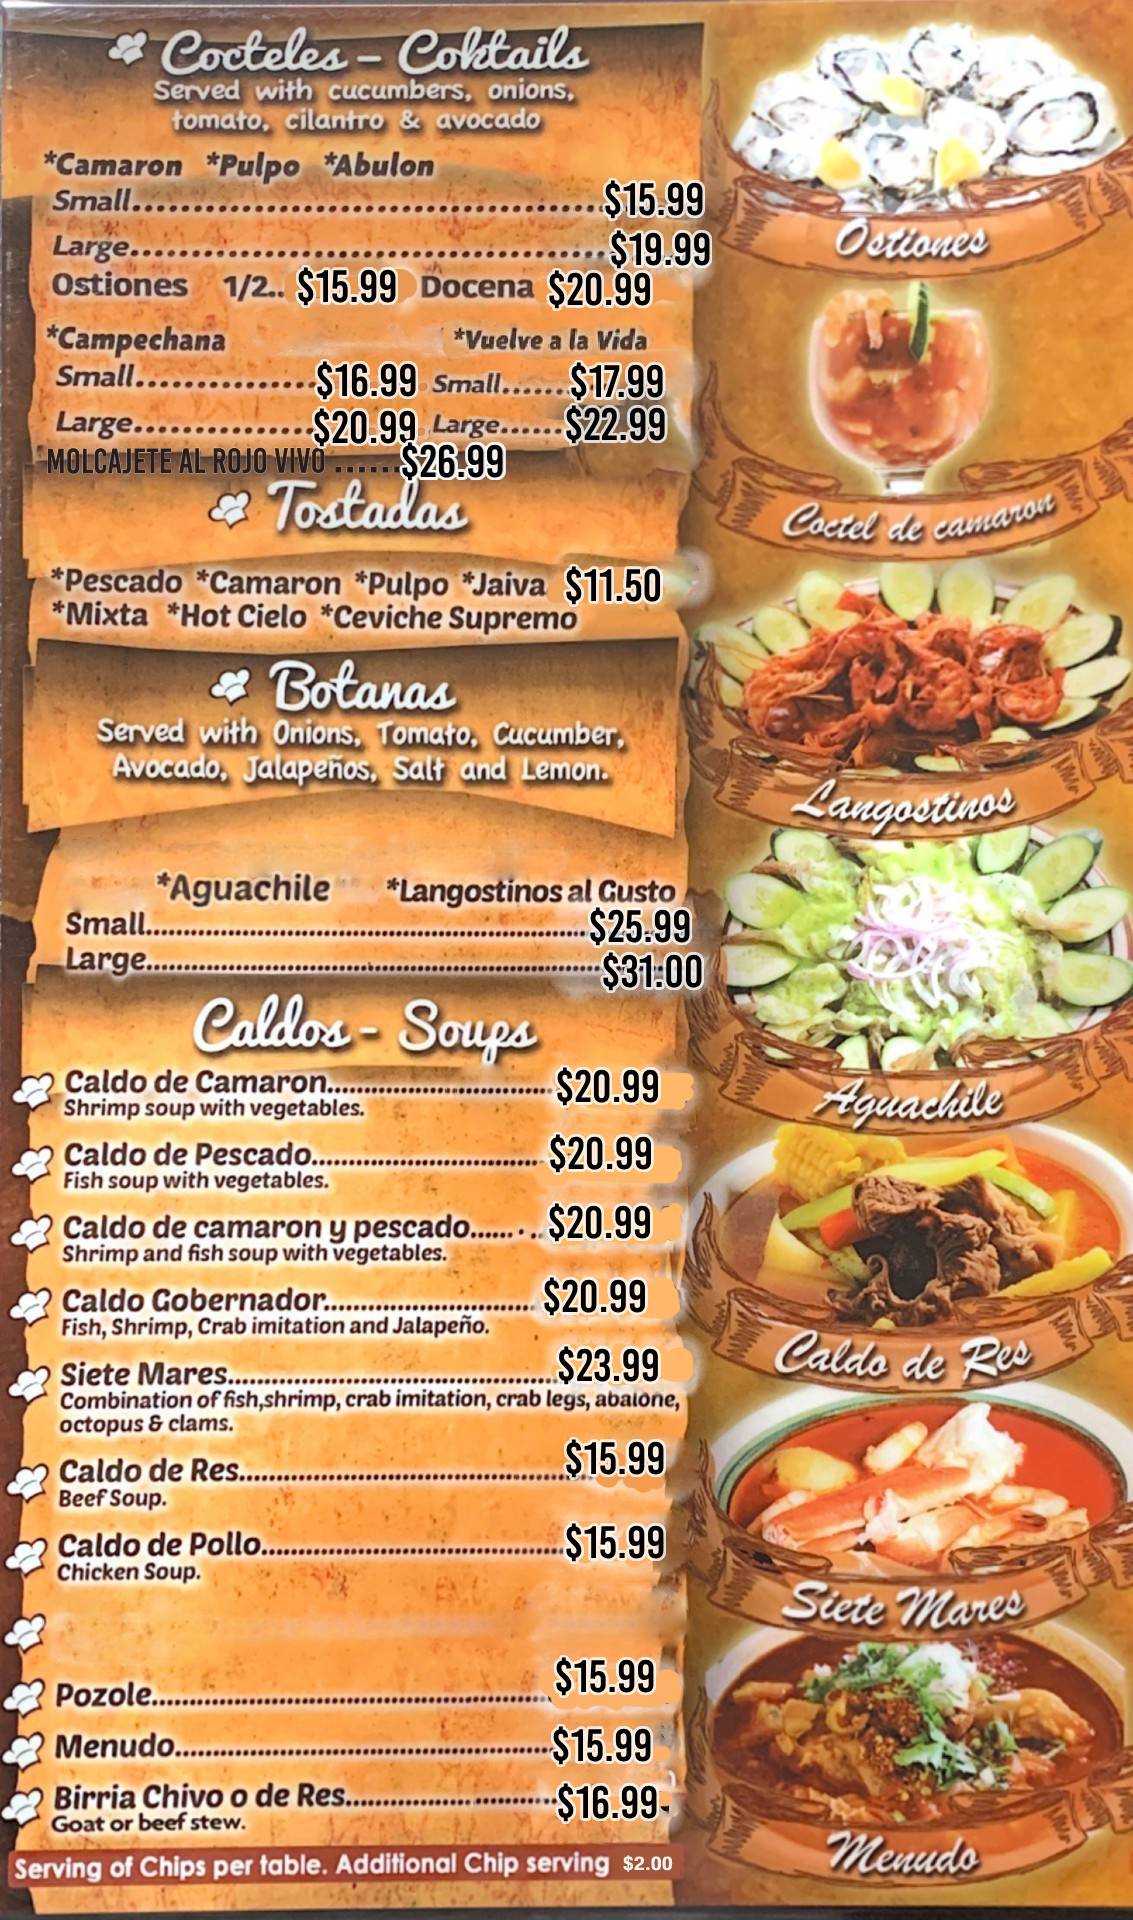 Cocteles - Coktails
Served with cucumbers, onions,
tomato, cilantro & avocado
*Camaron *Pulpo *Abulon
Small........................................$15.99
Large........................................$19.99
Ostiones 1/2.. $15.99 Docena $20.99
*Campechana *Vuelve a la Vida
Small...............$16.99 Small.......$17.99
Large...............$20.99 Large......$22.99
MOLCAJETE AL ROJO VIVO ......$26.99
Tostadas
*Pescado *Camaron *Pulpo *Jaiva $11.50
*Mixta *Hot Cielo *Ceviche Supremo
Botanas
Served with Onions, Tomato, Cucumber,
Avocado, Jalapeños, Salt and Lemon.
*Aguachile *Langostinos al Gusto
Small........................................$25.99
Large........................................$31.00
Caldos - Soups
Caldo de Camaron..............................$20.99
Shrimp soup with vegetables.
Caldo de Pescado..............................$20.99
Fish soup with vegetables.
Caldo de camaron y pescado...... . ..$20.99
Shrimp and fish soup with vegetables.
Caldo Gobernador..............................$20.99
Fish, Shrimp, Crab imitation and Jalapeño.
Siete Mares..............................$23.99
Combination of fish,shrimp, crab imitation, crab legs, abalone,
octopus & clams.
Caldo de Res..............................$15.99
Beef Soup.
Caldo de Pollo..............................$15.99
Chicken Soup.
Pozole..............................$15.99
Menudo..............................$15.99
Birria Chivo o de Res..............................$16.99
Goat or beef stew.
Serving of Chips per table. Additional Chip serving $2.00
Ostiones
Coctel de camaron
Langostinos
Aguachile
Caldo de Res
Siete Mares
Menudo